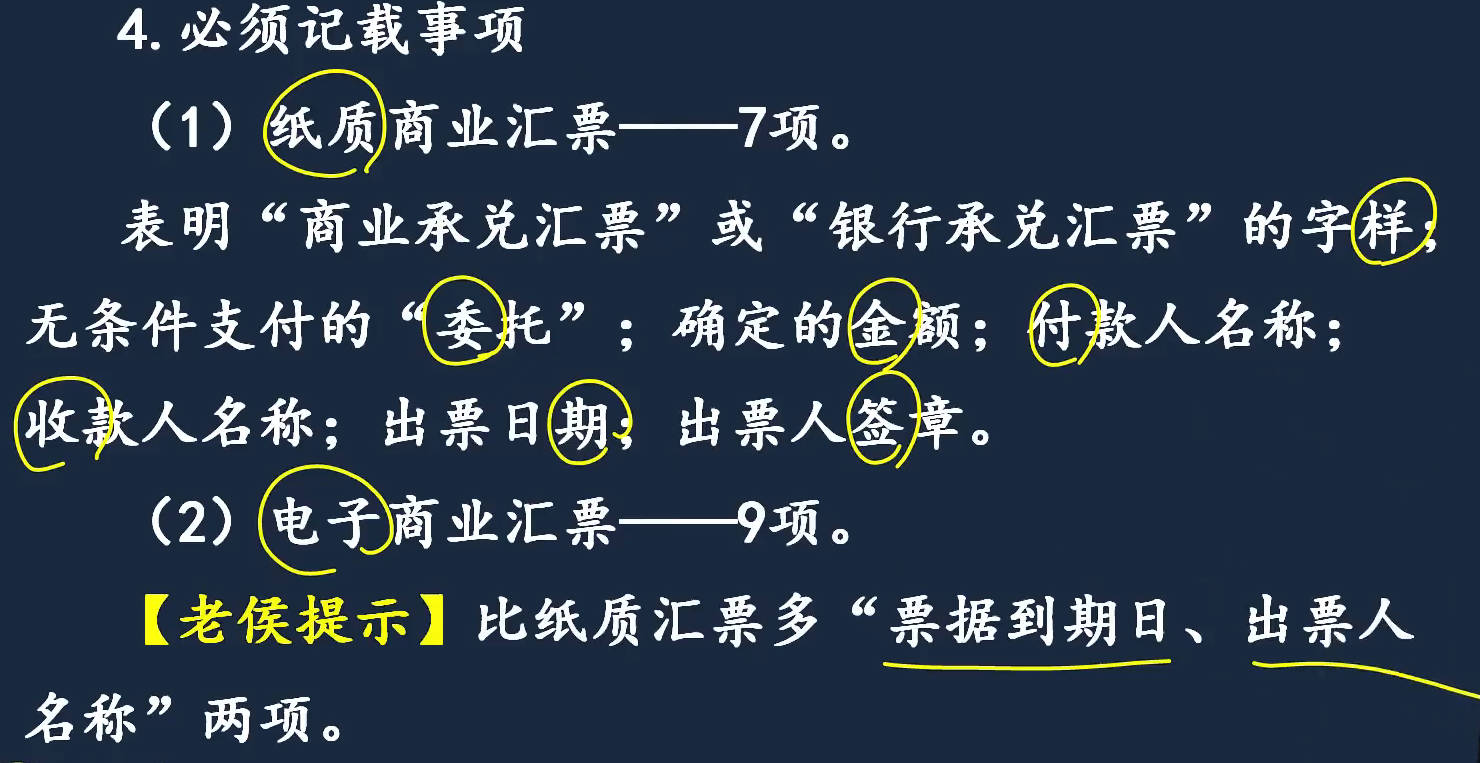 4.必须记载事项
（1）纸质商业汇票——7项。
表明“商业承兑汇票”或“银行承兑汇票”的字样；
无条件支付的“委托”；确定的金额；付款人名称；
收款人名称；出票日期；出票人签章。
（2）电子商业汇票——9项。
【老侯提示】比纸质汇票多“票据到期日、出票人
名称”两项。